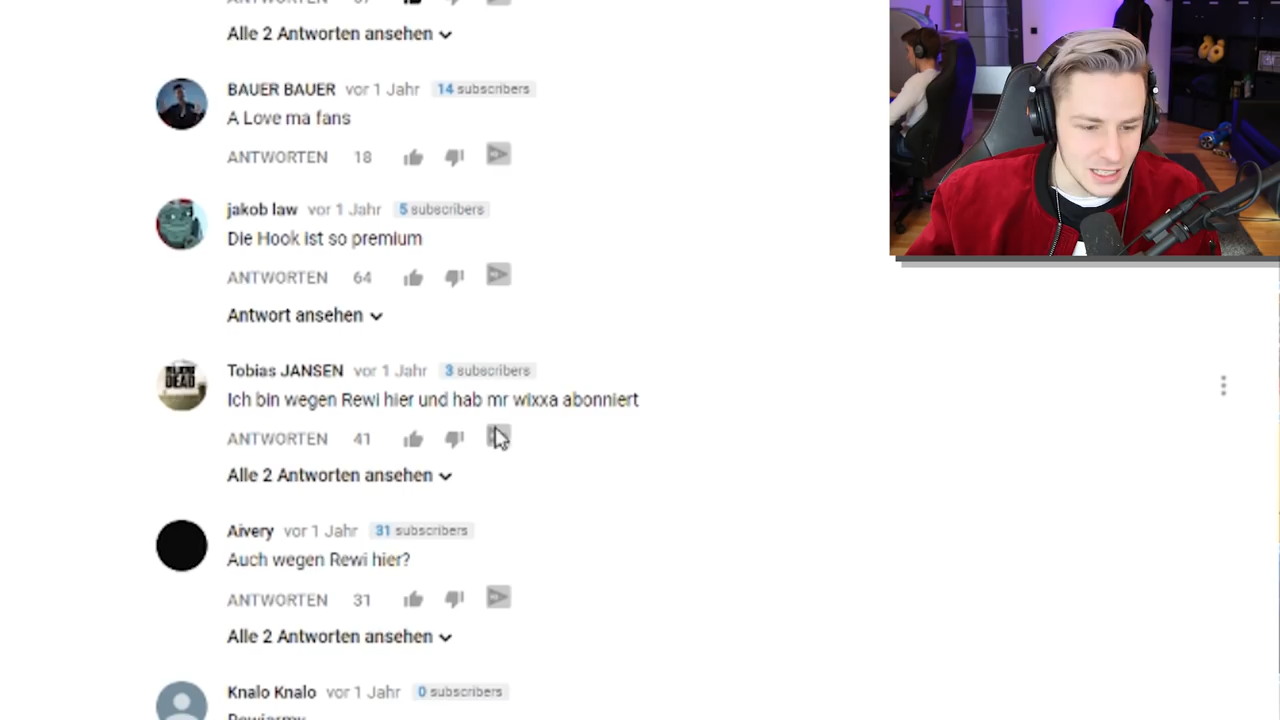 ANTWORTEN
Alle 2 Antworten ansehen
BAUER BAUER vor 1 Jahr 14 subscribers
A Love ma fans
ANTWORTEN 18
jakob law vor 1 Jahr 5 subscribers
Die Hook ist so premium
ANTWORTEN 64
Antwort ansehen
Tobias JANSEN vor 1 Jahr 3 subscribers
Ich bin wegen Rewi hier und hab mr wixxa abonniert
ANTWORTEN 41
Alle 2 Antworten ansehen
Aivery vor 1 Jahr 31 subscribers
Auch wegen Rewi hier?
ANTWORTEN 31
Alle 2 Antworten ansehen
Knalo Knalo vor 1 Jahr 0 subscribers